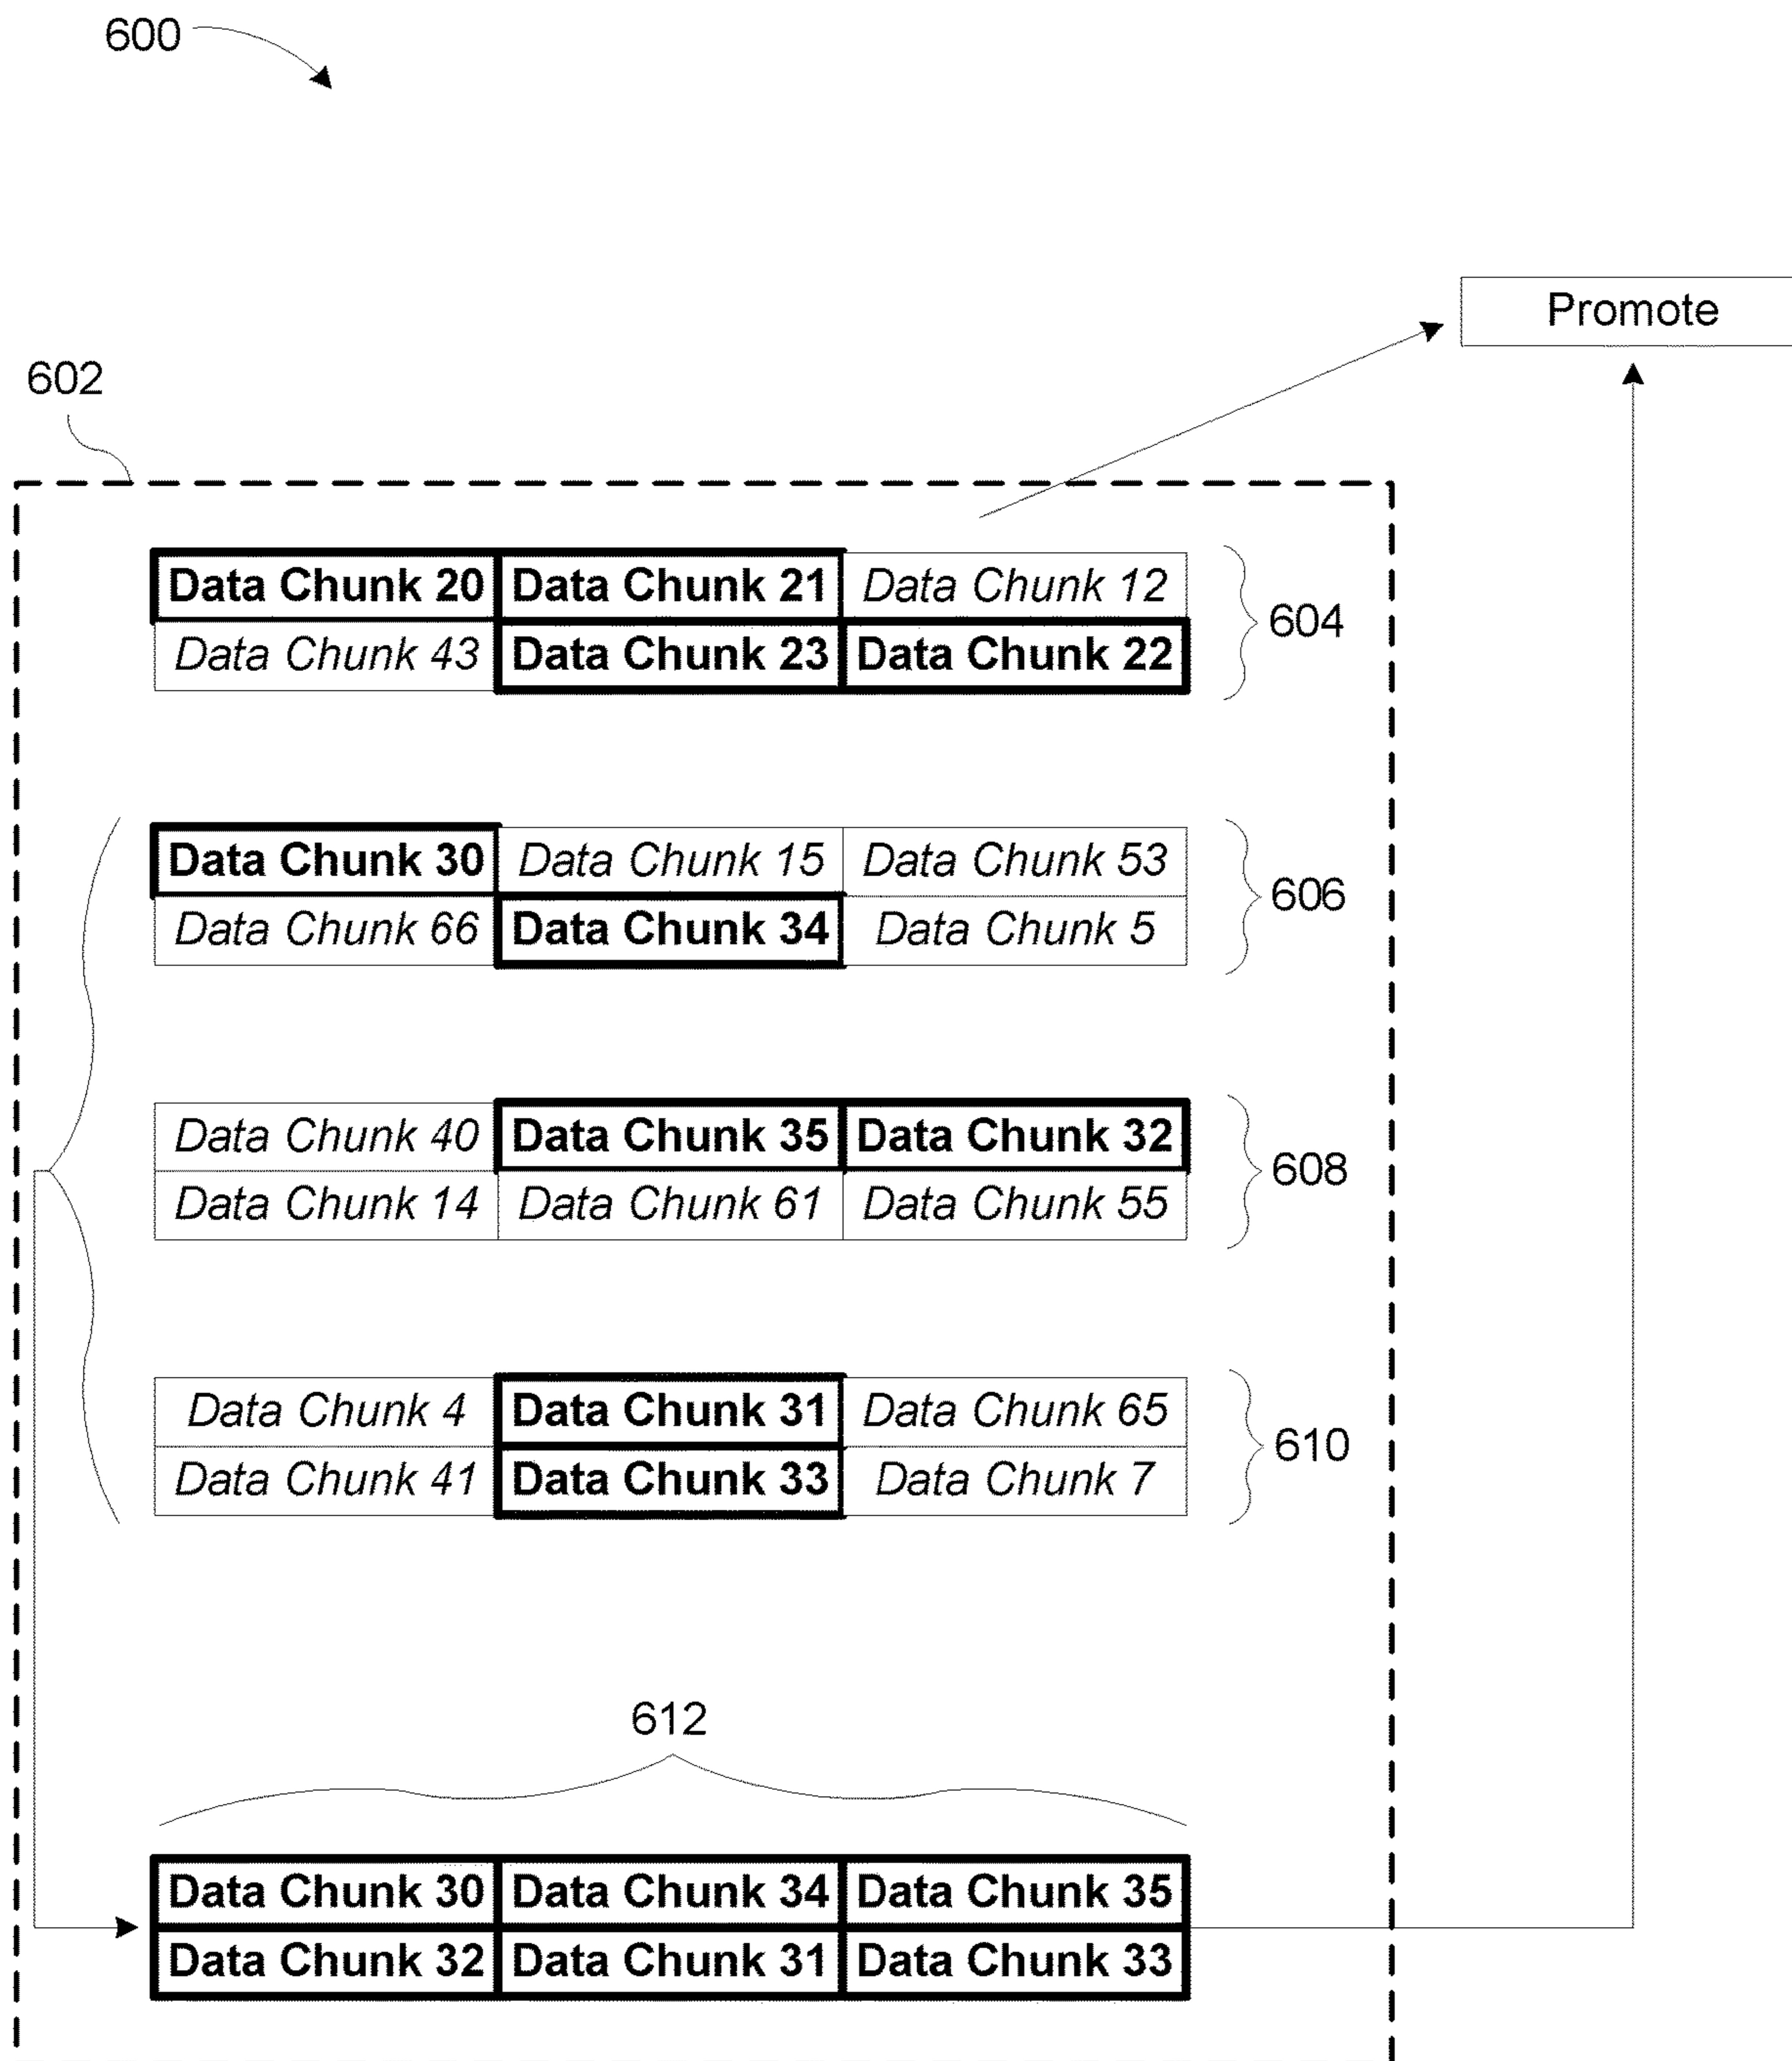 600
Promote
602
Data Chunk 20 Data Chunk 21 Data Chunk 12
604
Data Chunk 43 Data Chunk 23 Data Chunk 22
Data Chunk 30 Data Chunk 15 Data Chunk 53
606
Data Chunk 66 Data Chunk 34 Data Chunk 5
Data Chunk 40 Data Chunk 35 Data Chunk 32
608
Data Chunk 14 Data Chunk 61 Data Chunk 55
Data Chunk 4 Data Chunk 31 Data Chunk 65
610
Data Chunk 41 Data Chunk 33 Data Chunk 7
612
Data Chunk 30 Data Chunk 34 Data Chunk 35
Data Chunk 32 Data Chunk 31 Data Chunk 33